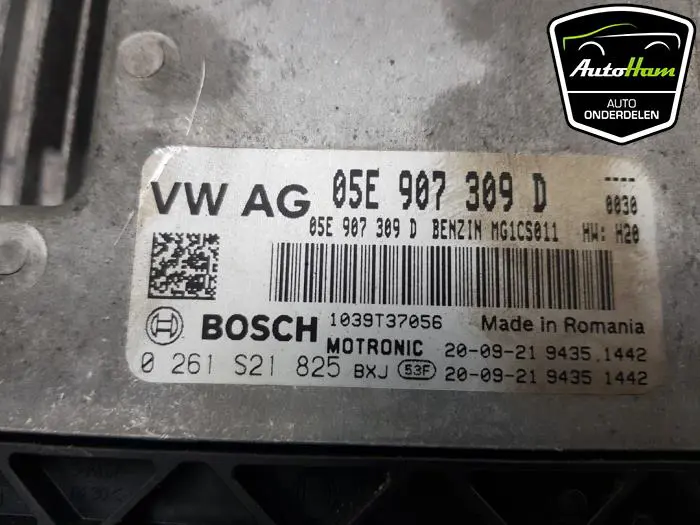 AutoHam
AUTO
ONDERDELEN
VW AG 05E 907 309 D ----
0030
05E 907 309 D BENZIN MG1CS011 HW: H20
BOSCH 1039T37056 Made in Romania
MOTRONIC 20-09-21 9435 1442
0 261 S21 825 BXJ 53F 20-09-21 9435 1442